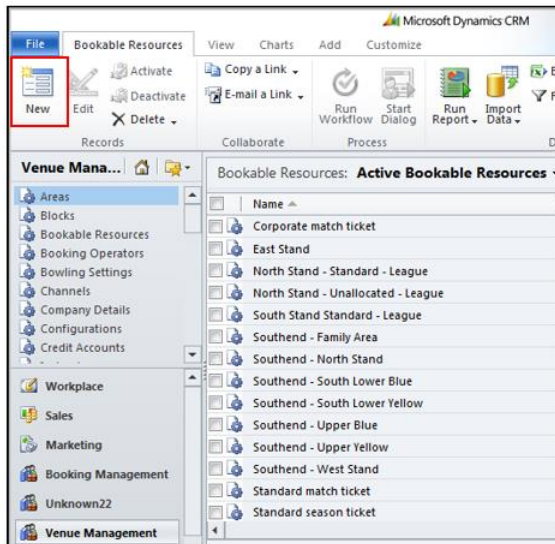 Microsoft Dynamics CRM
File Bookable Resources View Charts Add Customize
New
Edit
Activate
Deactivate
Delete
Records
Copy a Link
E-mail a Link
Collaborate
Run Workflow
Start Dialog
Process
Run Report
Import Data
Venue Mana...
Areas
Blocks
Bookable Resources
Booking Operators
Bowling Settings
Channels
Company Details
Configurations
Credit Accounts
Workplace
Sales
Marketing
Booking Management
Unknown22
Venue Management
Bookable Resources: Active Bookable Resources
Name
Corporate match ticket
East Stand
North Stand - Standard - League
North Stand - Unallocated - League
South Stand Standard - League
Southend - Family Area
Southend - North Stand
Southend - South Lower Blue
Southend - South Lower Yellow
Southend - Upper Blue
Southend - Upper Yellow
Southend - West Stand
Standard match ticket
Standard season ticket